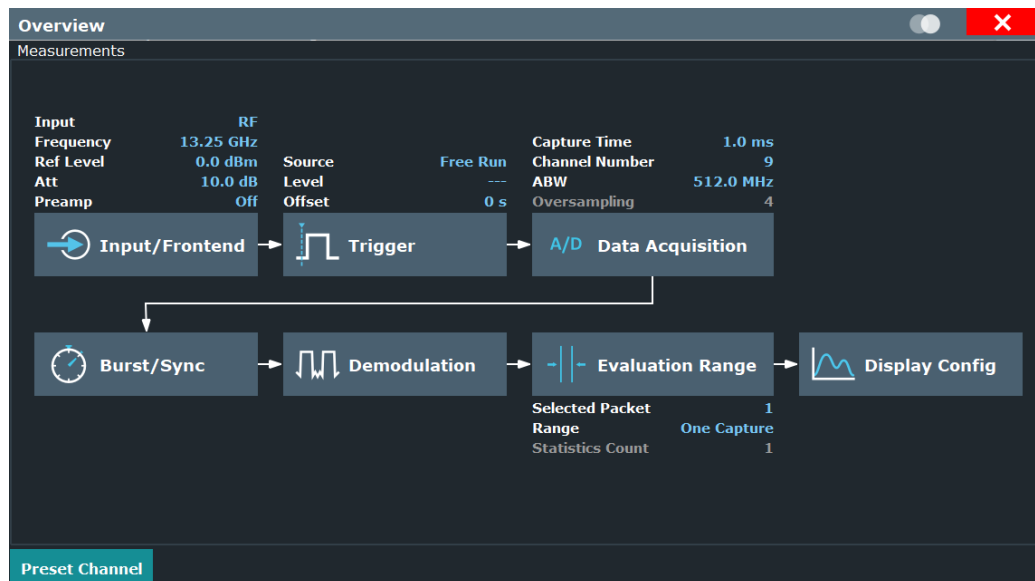 Overview
Measurements
Input RF
Frequency 13.25 GHz
Ref Level 0.0 dBm
Att 10.0 dB
Preamp Off
Source Free Run
Level ---
Offset 0 s
Capture Time 1.0 ms
Channel Number 9
ABW 512.0 MHz
Oversampling 4
Input/Frontend
Trigger
A/D Data Acquisition
Burst/Sync
Demodulation
Evaluation Range
Display Config
Selected Packet 1
Range One Capture
Statistics Count 1
Preset Channel